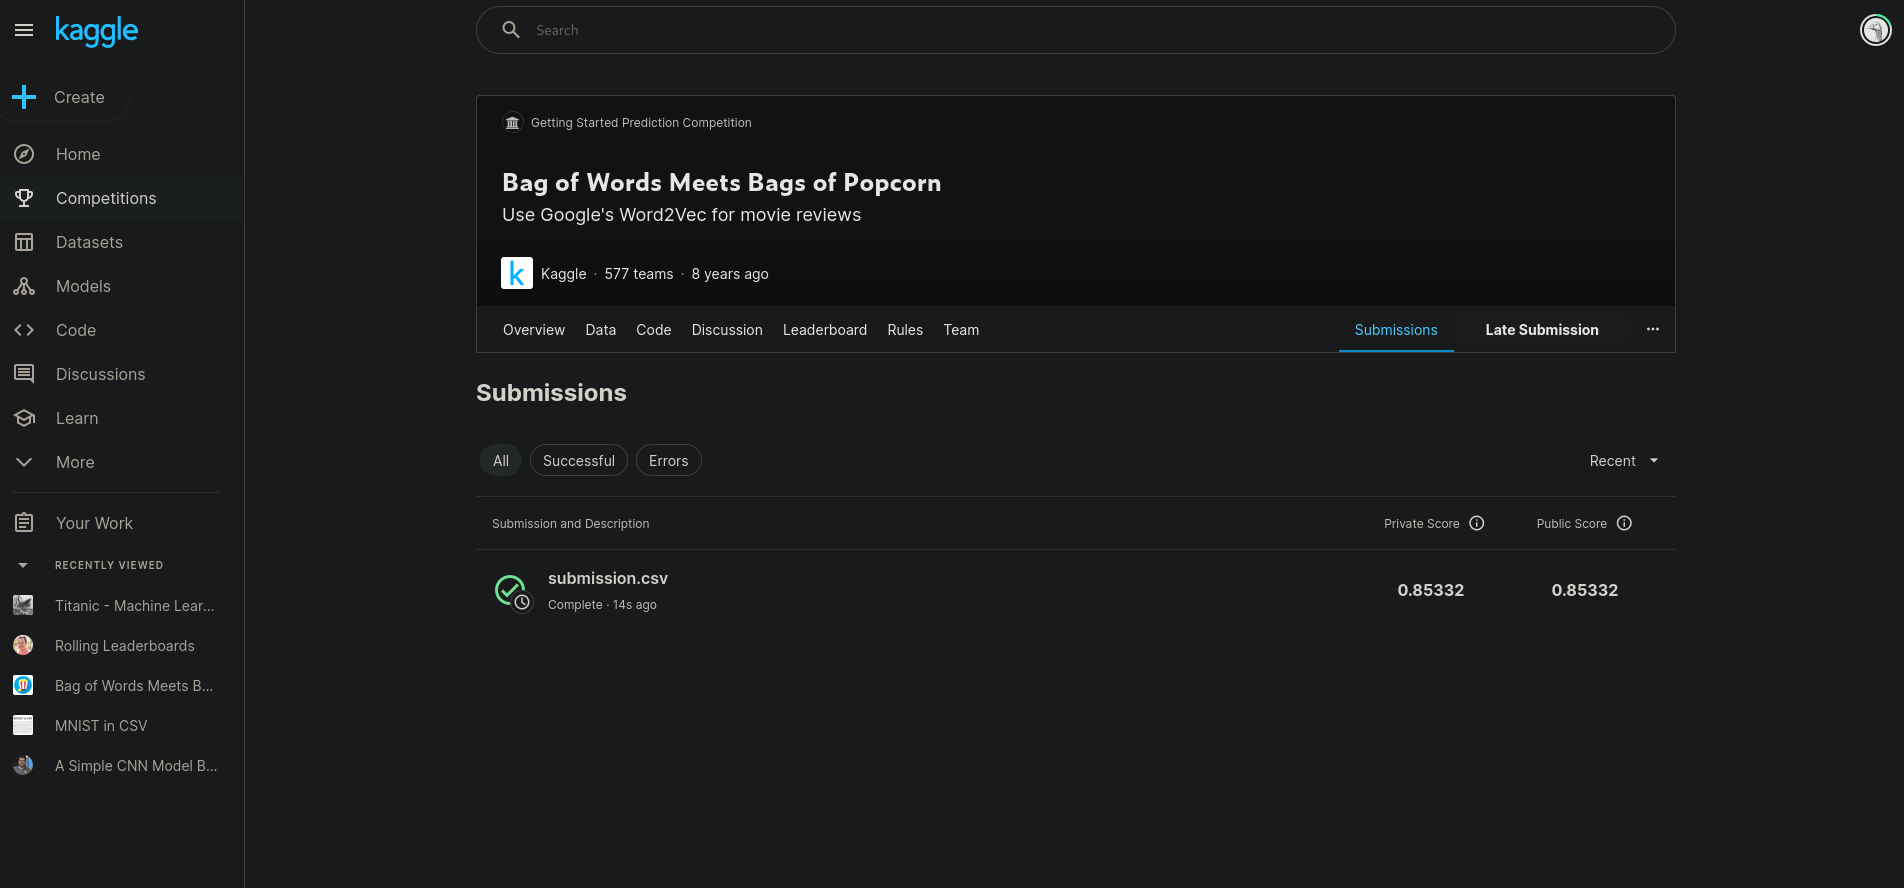 kaggle
Search
Create
Home
Competitions
Datasets
Models
Code
Discussions
Learn
More
Your Work
RECENTLY VIEWED
Titanic - Machine Lear...
Rolling Leaderboards
Bag of Words Meets B...
MNIST in CSV
A Simple CNN Model B...
Getting Started Prediction Competition
Bag of Words Meets Bags of Popcorn
Use Google's Word2Vec for movie reviews
k Kaggle · 577 teams · 8 years ago
Overview Data Code Discussion Leaderboard Rules Team Submissions Late Submission ...
Submissions
All Successful Errors Recent
Submission and Description Private Score Public Score
submission.csv
Complete · 14s ago
0.85332 0.85332